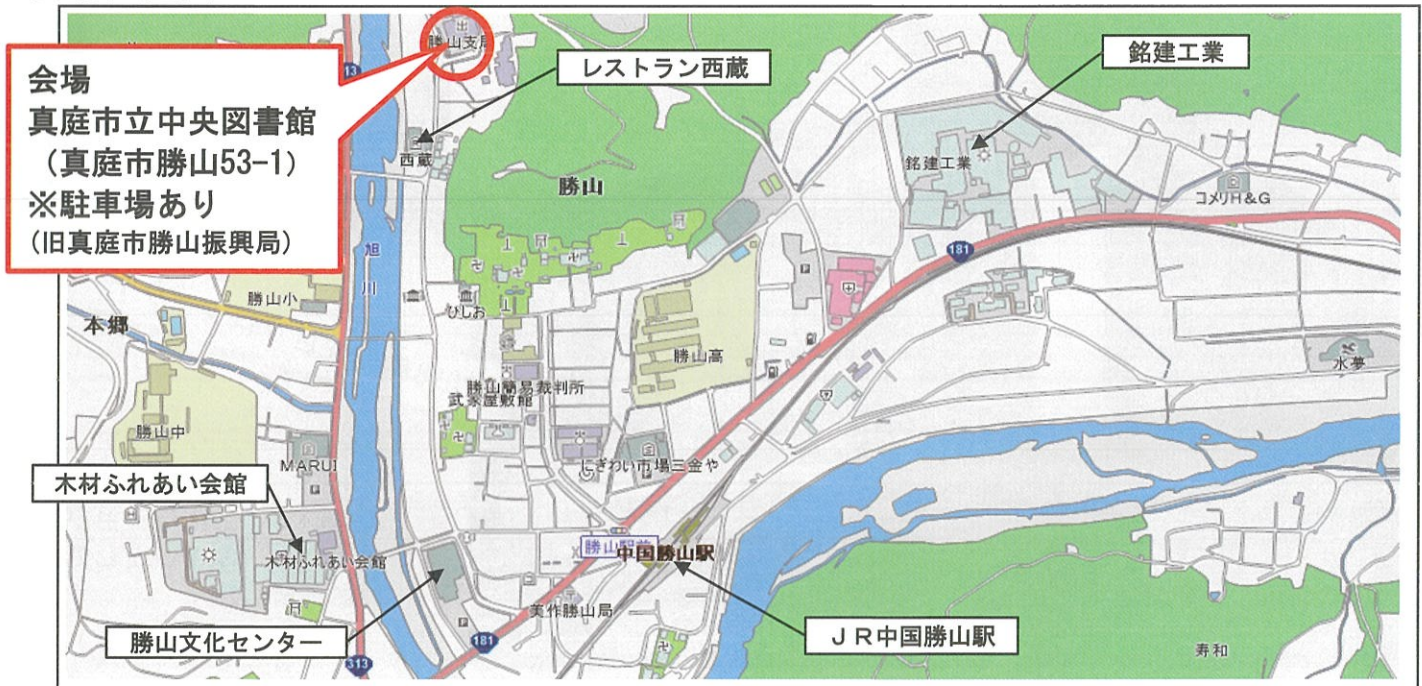 会場
真庭市立中央図書館
(真庭市勝山53-1)
※駐車場あり
(旧真庭市勝山振興局)
勝山支局
13
レストラン西蔵
銘建工業
西蔵
勝山
銘建工業
コメリH&G
181
旭川
勝山小
本郷
ひしお
勝山高
水夢
勝山簡易裁判所
武家屋敷館
勝山中
MARUI
にぎわい市場三金や
木材ふれあい会館
勝山駅前
中国勝山駅
木材ふれあい会館
美作勝山局
勝山文化センター
JR中国勝山駅
181
313
寿和